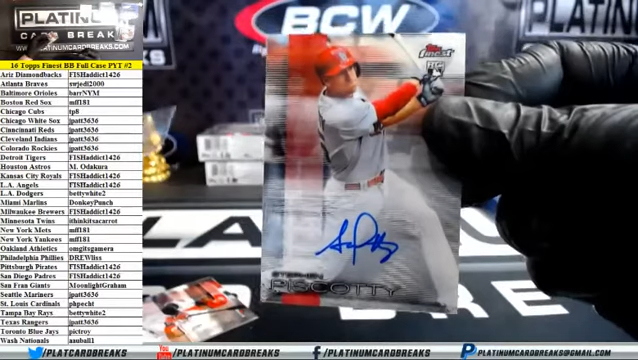 PLATINUM
CARD BREAK
WWW.PLATINUMCARDBREAKS.COM
BCW
16 Topps Finest BB Full Case PYT #2
Ariz Diamondbacks FISHaddict1426
Atlanta Braves swjedi2000
Baltimore Orioles barrNYM
Boston Red Sox mff181
Chicago Cubs tp8
Chicago White Sox jpatt3636
Cincinnati Reds jpatt3636
Cleveland Indians jpatt3636
Colorado Rockies jpatt3636
Detroit Tigers FISHaddict1426
Houston Astros M. Odakura
Kansas City Royals FISHaddict1426
L.A. Angels FISHaddict1426
L.A. Dodgers bettywhite2
Miami Marlins DonkeyPunch
Milwaukee Brewers FISHaddict1426
Minnesota Twins ithinkitsacarrot
New York Mets mff181
New York Yankees mff181
Oakland Athletics omgitsgamera
Philadelphia Phillies DREWliss
Pittsburgh Pirates FISHaddict1426
San Diego Padres FISHaddict1426
San Fran Giants MoonlightGraham
Seattle Mariners jpatt3636
St. Louis Cardinals phpecht
Tampa Bay Rays bettywhite2
Texas Rangers jpatt3636
Toronto Blue Jays pictroy
Wash Nationals aauball1
Topps
finest
RC
STEPHEN
PISCOTTY
/PLATCARDBREAKS
/PLATINUMCARDBREAKS
/PLATINUMCARDBREAKS
/PLATINUMCARDBREAKS